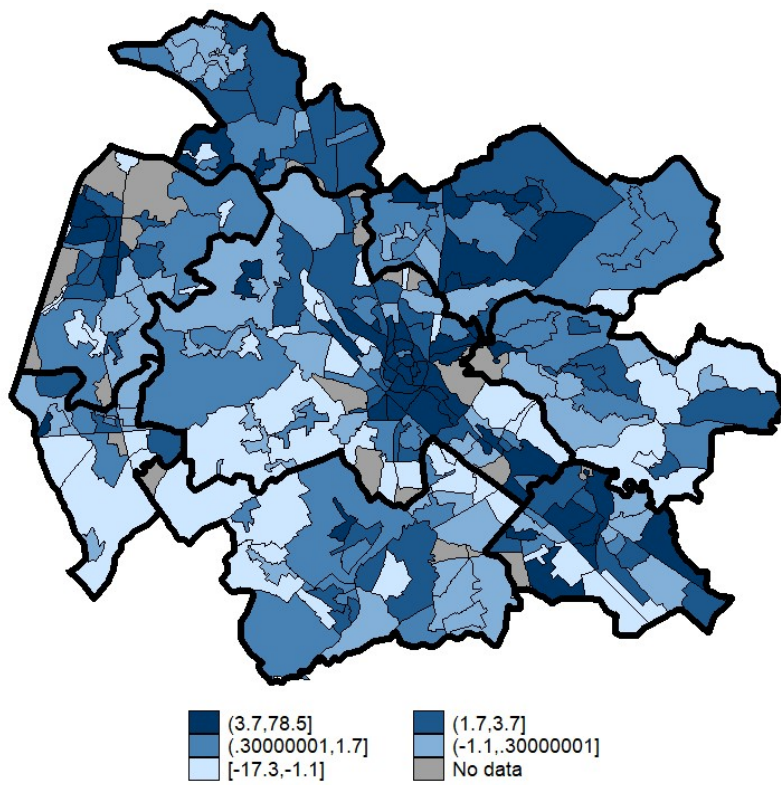 (3.7,78.5] (1.7,3.7]
(.30000001,1.7] (-1.1,.30000001]
[-17.3,-1.1] No data